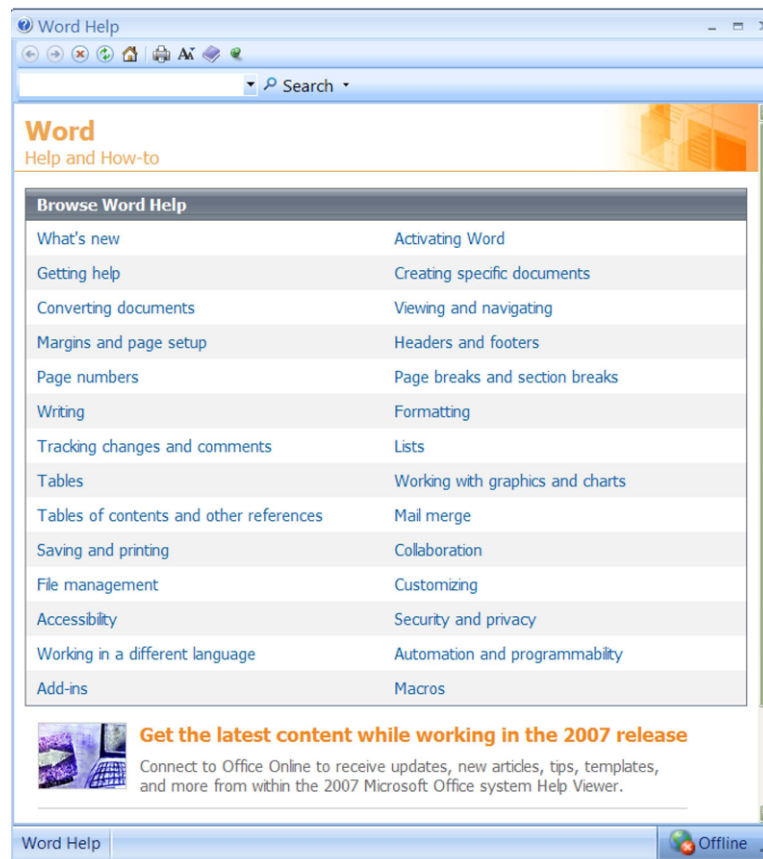 Word Help
Search
Word
Help and How-to
Browse Word Help
What's new Activating Word
Getting help Creating specific documents
Converting documents Viewing and navigating
Margins and page setup Headers and footers
Page numbers Page breaks and section breaks
Writing Formatting
Tracking changes and comments Lists
Tables Working with graphics and charts
Tables of contents and other references Mail merge
Saving and printing Collaboration
File management Customizing
Accessibility Security and privacy
Working in a different language Automation and programmability
Add-ins Macros
Get the latest content while working in the 2007 release
Connect to Office Online to receive updates, new articles, tips, templates,
and more from within the 2007 Microsoft Office system Help Viewer.
Word Help Offline